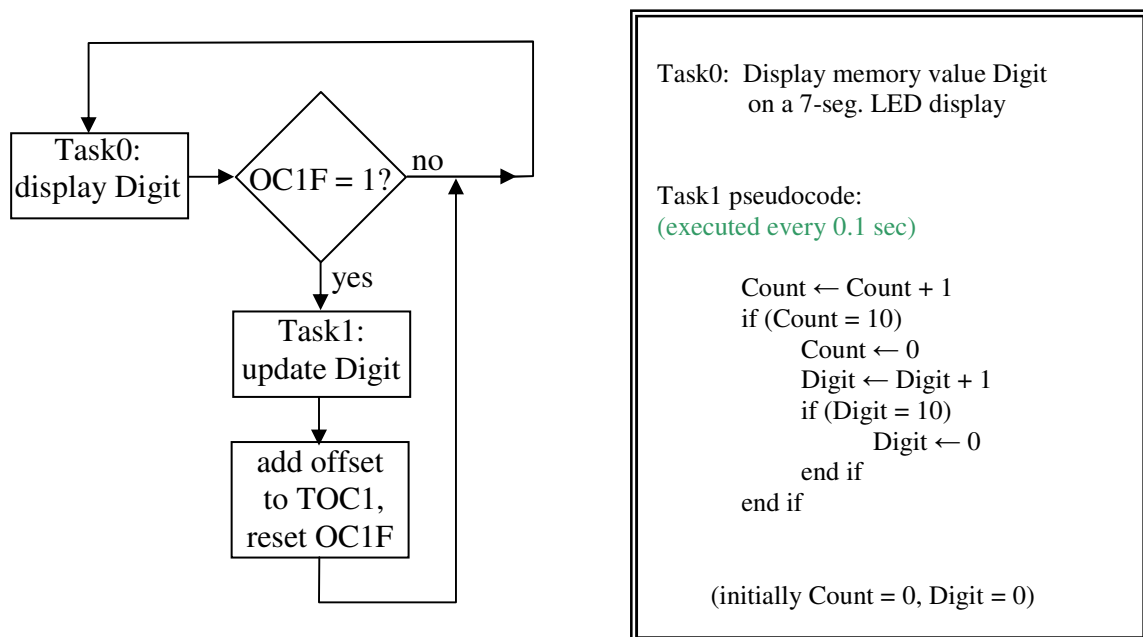 Task0:
display Digit
OC1F = 1?
no
yes
Task1:
update Digit
add offset
to TOC1,
reset OC1F
Task0: Display memory value Digit
on a 7-seg. LED display
Task1 pseudocode:
(executed every 0.1 sec)
Count ← Count + 1
if (Count = 10)
Count ← 0
Digit ← Digit + 1
if (Digit = 10)
Digit ← 0
end if
end if
(initially Count = 0, Digit = 0)